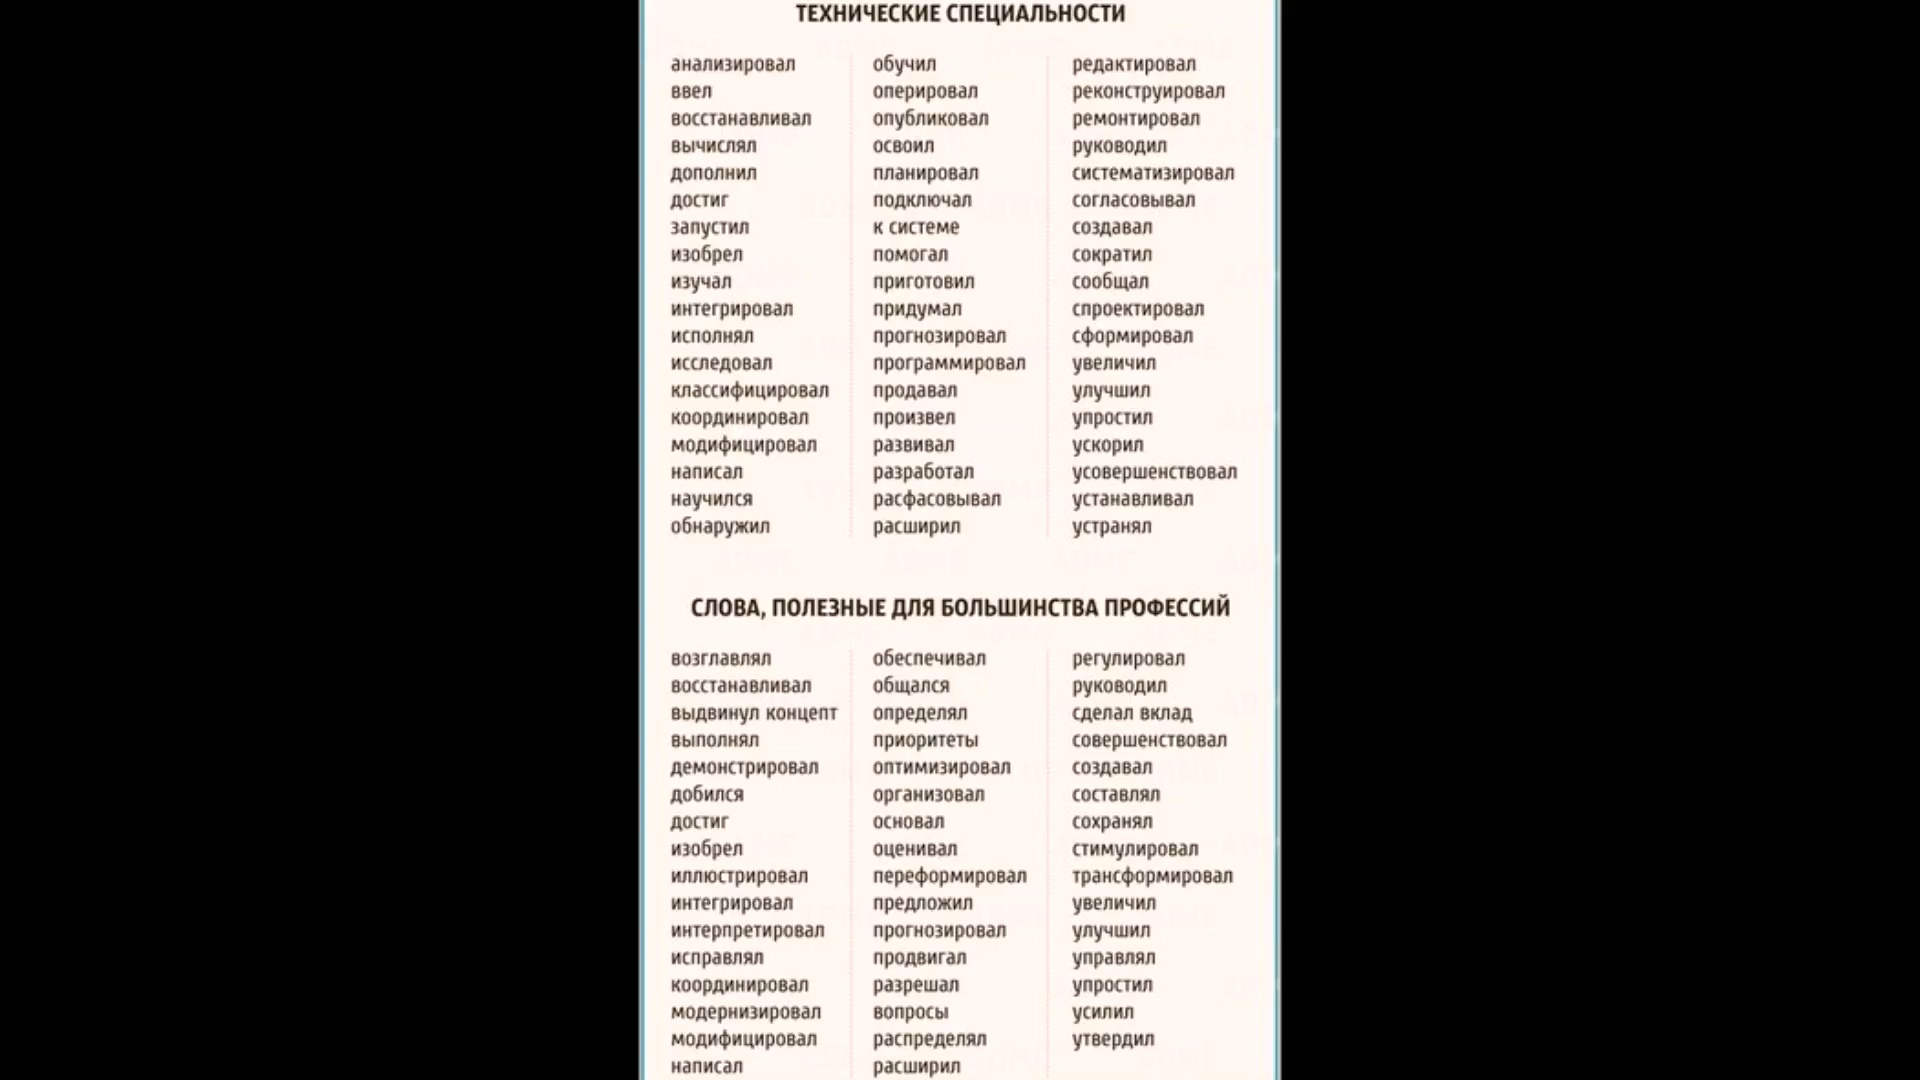 ТЕХНИЧЕСКИЕ СПЕЦИАЛЬНОСТИ
анализировал
ввел
восстанавливал
вычислял
дополнил
достиг
запустил
изобрел
изучал
интегрировал
исполнял
исследовал
классифицировал
координировал
модифицировал
написал
научился
обнаружил
обучил
оперировал
опубликовал
освоил
планировал
подключал
к системе
помогал
приготовил
придумал
прогнозировал
программировал
продавал
произвел
развивал
разработал
расфасовывал
расширил
редактировал
реконструировал
ремонтировал
руководил
систематизировал
согласовывал
создавал
сократил
сообщал
спроектировал
сформировал
увеличил
улучшил
упростил
ускорил
усовершенствовал
устанавливал
устранял
СЛОВА, ПОЛЕЗНЫЕ ДЛЯ БОЛЬШИНСТВА ПРОФЕССИЙ
возглавлял
восстанавливал
выдвинул концепт
выполнял
демонстрировал
добился
достиг
изобрел
иллюстрировал
интегрировал
интерпретировал
исправлял
координировал
модернизировал
модифицировал
написал
обеспечивал
общался
определял
приоритеты
оптимизировал
организовал
основал
оценивал
переформировал
предложил
прогнозировал
продвигал
разрешал
вопросы
распределял
расширил
регулировал
руководил
сделал вклад
совершенствовал
создавал
составлял
сохранял
стимулировал
трансформировал
увеличил
улучшил
управлял
упростил
усилил
утвердил